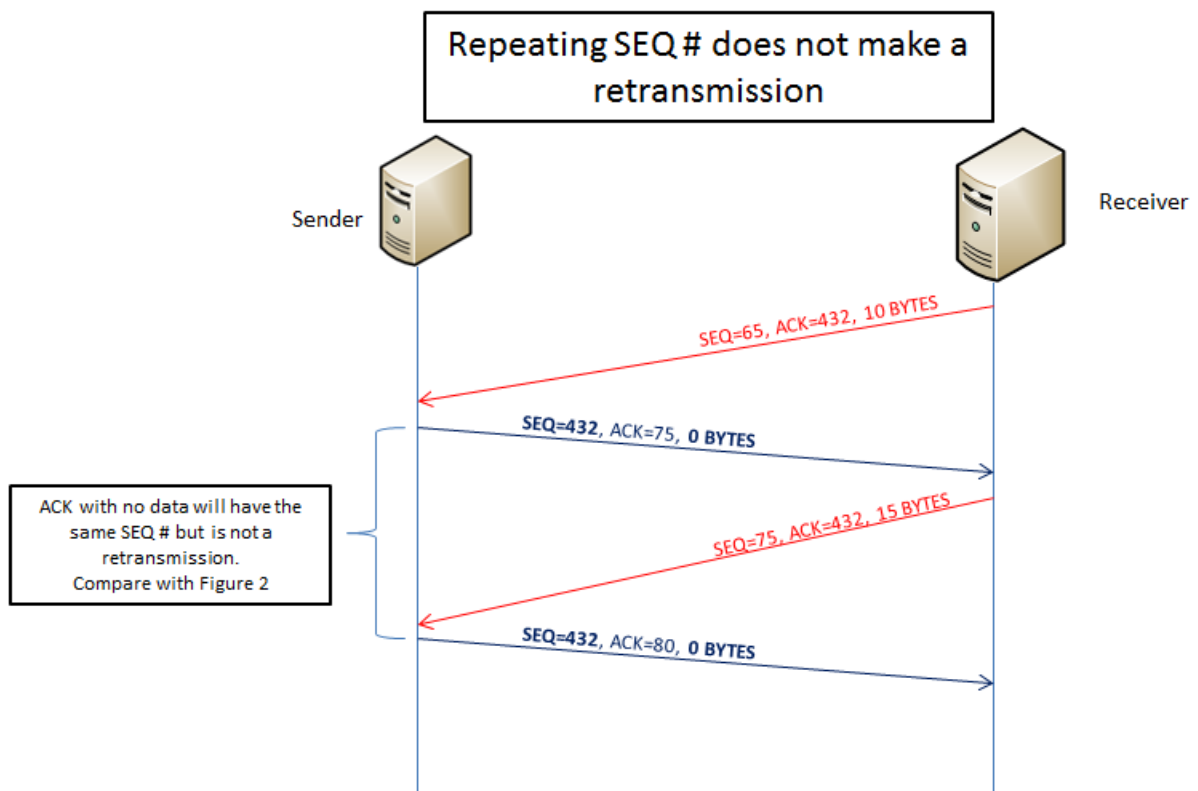 Repeating SEQ # does not make a
retransmission
Sender
Receiver
SEQ=65, ACK=432, 10 BYTES
SEQ=432, ACK=75, 0 BYTES
ACK with no data will have the
same SEQ # but is not a
retransmission.
Compare with Figure 2
SEQ=75, ACK=432, 15 BYTES
SEQ=432, ACK=80, 0 BYTES